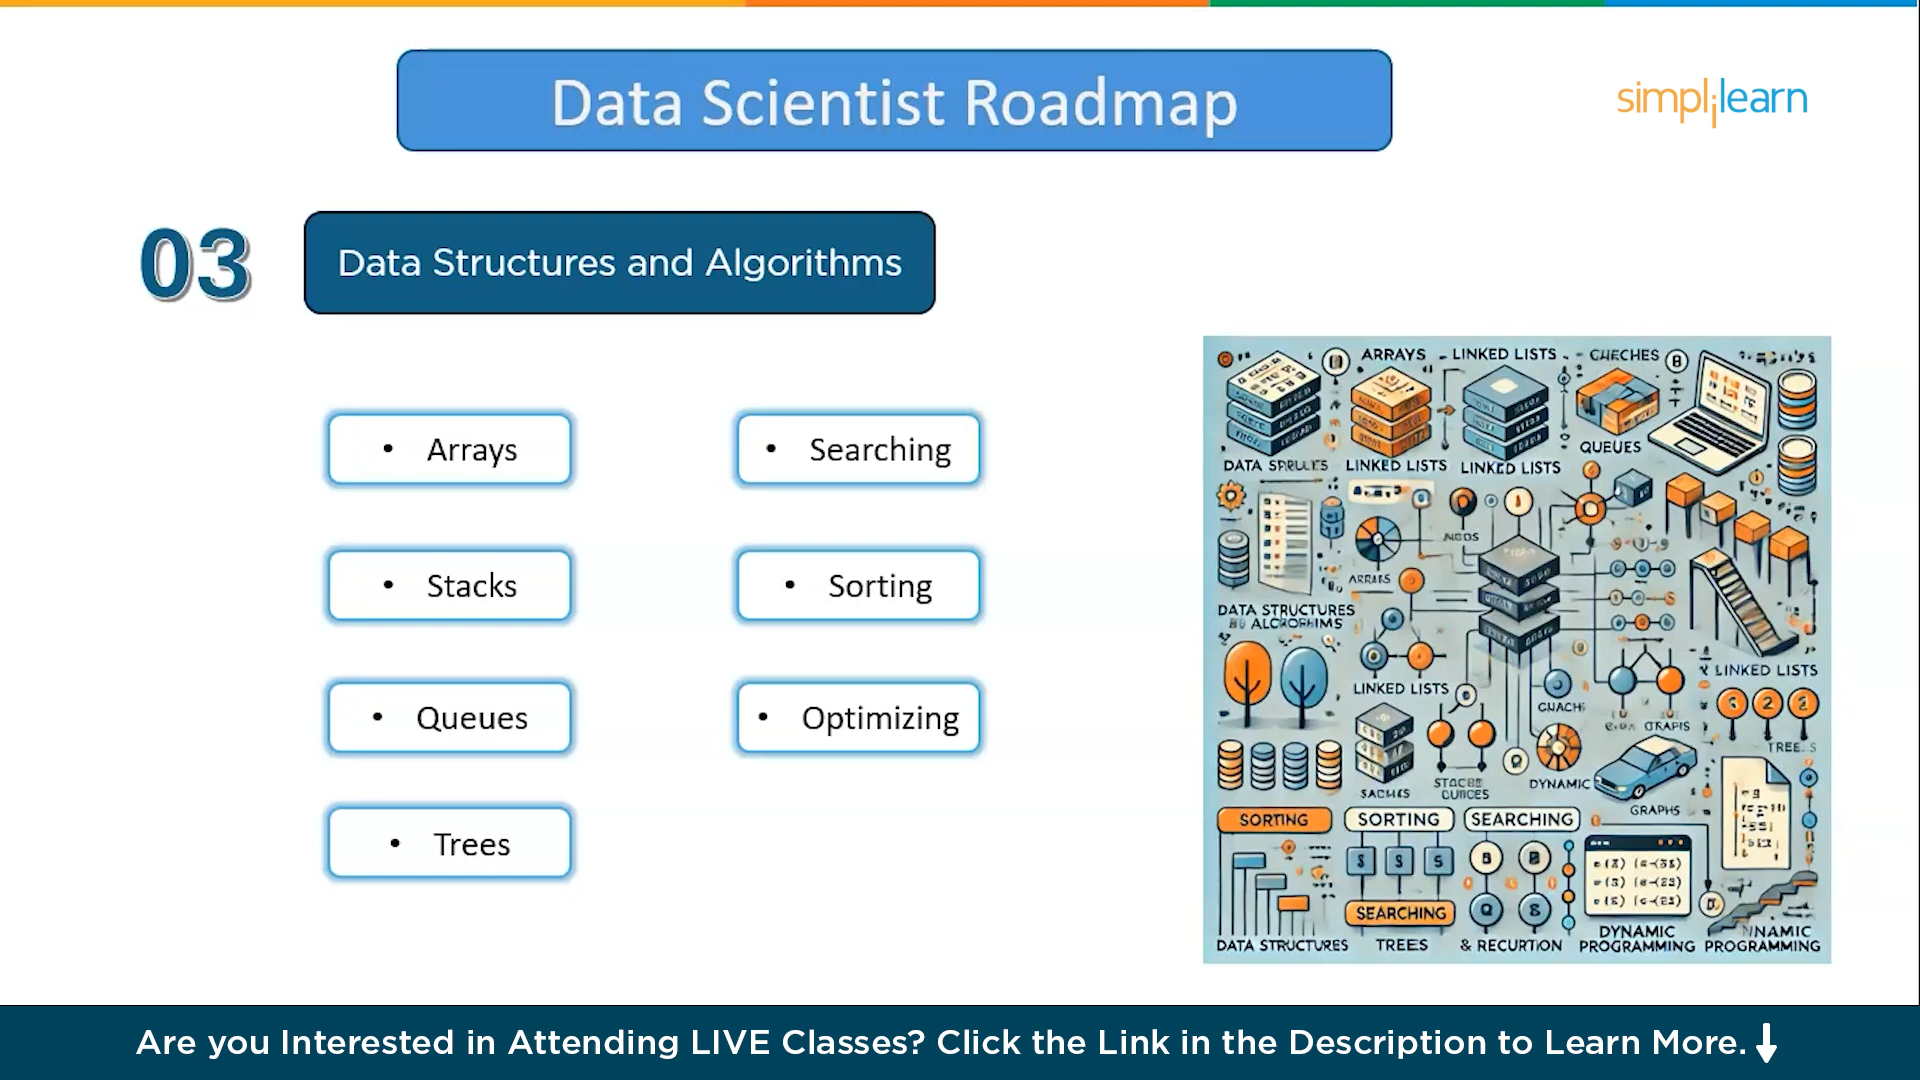 Data Scientist Roadmap
simplilearn
03
Data Structures and Algorithms
• Arrays
• Searching
• Stacks
• Sorting
• Queues
• Optimizing
• Trees
ARRAYS
LINKED LISTS
CHECHES
QUEUES
LINKED LISTS
LINKED LISTS
DATA STRUCTURES
LINKED LISTS
LINKED LISTS
DYNAMIC
GRAPHS
SORTING
SORTING
SEARCHING
SEARCHING
DATA STRUCTURES
TREES
& RECURTION
DYNAMIC
PROGRAMMING
NNAMIC
PROGRAMMING
Are you Interested in Attending LIVE Classes? Click the Link in the Description to Learn More.